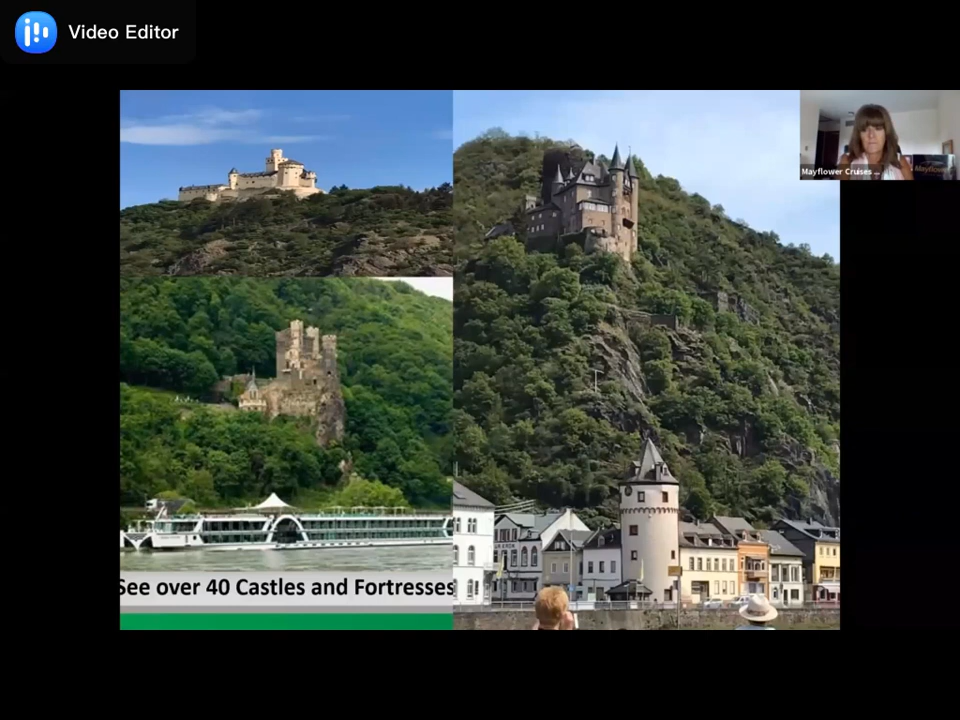 Video Editor
Mayflower Cruises ...
See over 40 Castles and Fortresses